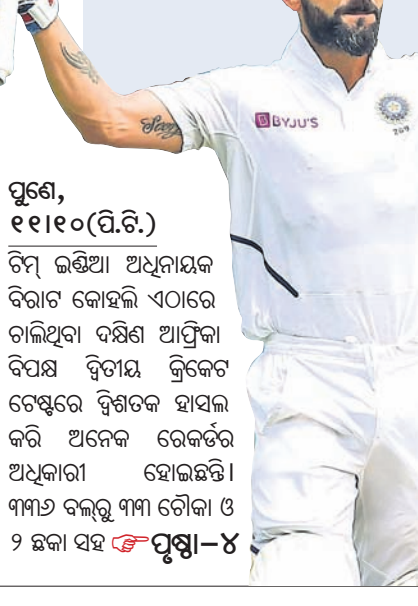 BYJU'S
ପୁଣେ,
୧୧।୧୦(ପି.ଟି.)
ଟିମ୍ ଇଣ୍ଡିଆ ଅଧିନାୟକ
ବିରାଟ କୋହଲି ଏଠାରେ
ଚାଲିଥିବା ଦକ୍ଷିଣ ଆଫ୍ରିକା
ବିପକ୍ଷ ଦ୍ୱିତୀୟ କ୍ରିକେଟ
ଟେଷ୍ଟରେ ଦ୍ୱିଶତକ ହାସଲ
କରି ଅନେକ ରେକର୍ଡର
ଅଧିକାରୀ ହୋଇଛନ୍ତି।
୩୩୬ ବଲ୍‌ରୁ ୩୩ ଚୌକା ଓ
୨ ଛକା ସହ ☞ ପୃଷ୍ଠା–୪